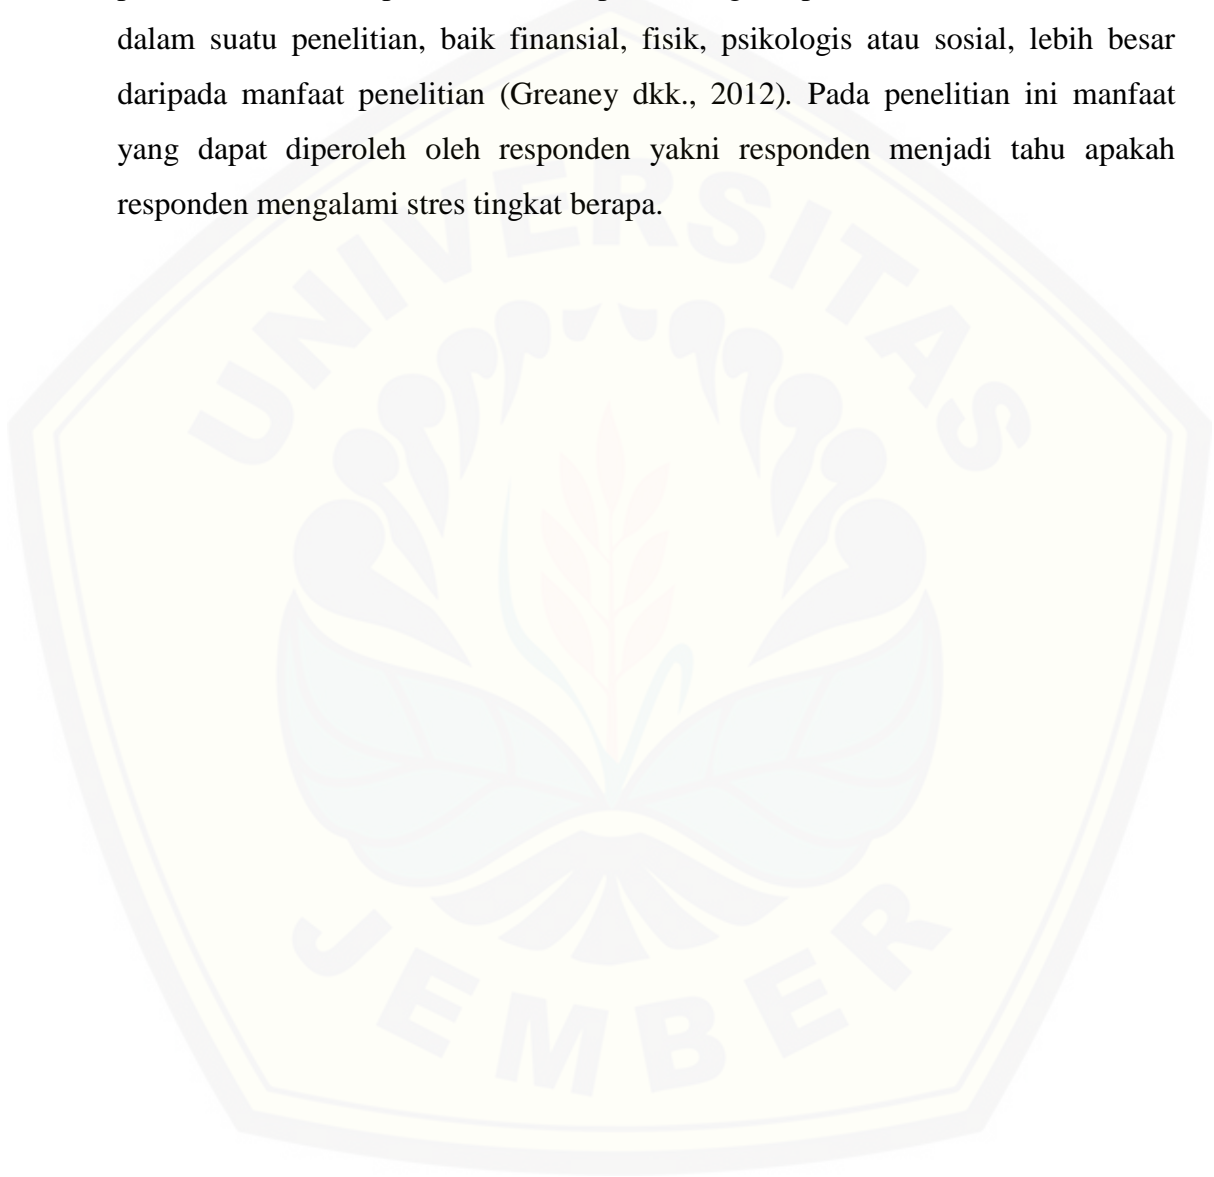 dalam suatu penelitian, baik finansial, fisik, psikologis atau sosial, lebih besar
daripada manfaat penelitian (Greaney dkk., 2012). Pada penelitian ini manfaat
yang dapat diperoleh oleh responden yakni responden menjadi tahu apakah
responden mengalami stres tingkat berapa.
UNIVERSITAS
JEMBER